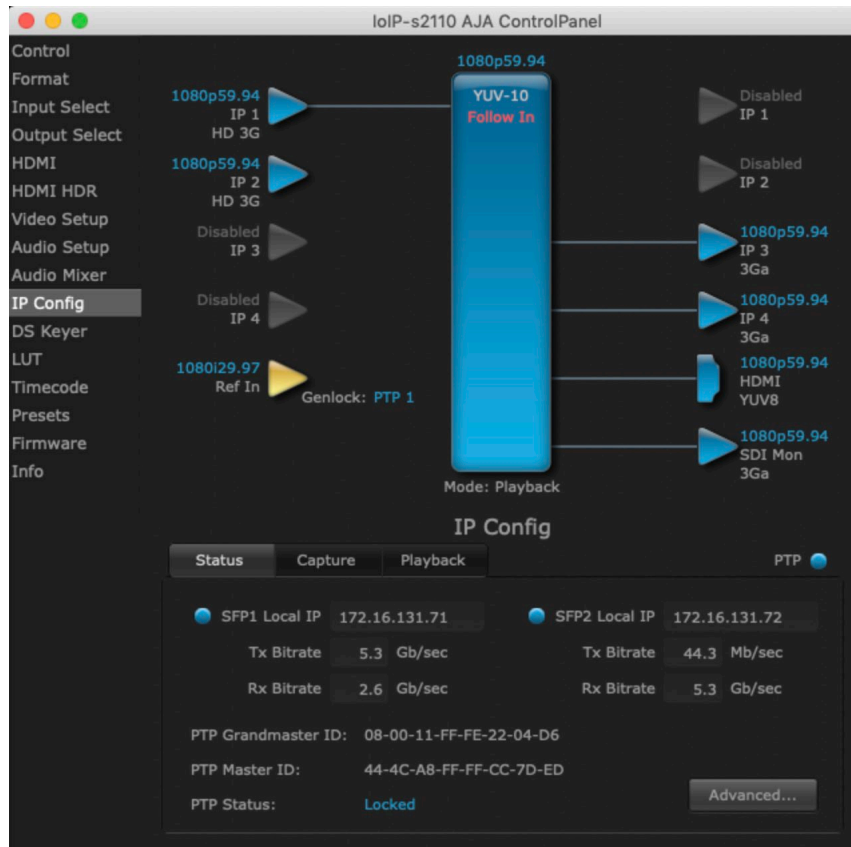 IoIP-s2110 AJA ControlPanel
Control
Format
Input Select
Output Select
HDMI
HDMI HDR
Video Setup
Audio Setup
Audio Mixer
IP Config
DS Keyer
LUT
Timecode
Presets
Firmware
Info
1080p59.94
YUV-10
Follow In
1080p59.94
IP 1
HD 3G
1080p59.94
IP 2
HD 3G
Disabled
IP 3
Disabled
IP 4
1080i29.97
Ref In
Genlock: PTP 1
Disabled
IP 1
Disabled
IP 2
1080p59.94
IP 3
3Ga
1080p59.94
IP 4
3Ga
1080p59.94
HDMI
YUV8
1080p59.94
SDI Mon
3Ga
Mode: Playback
IP Config
Status Capture Playback PTP
SFP1 Local IP 172.16.131.71 SFP2 Local IP 172.16.131.72
Tx Bitrate 5.3 Gb/sec Tx Bitrate 44.3 Mb/sec
Rx Bitrate 2.6 Gb/sec Rx Bitrate 5.3 Gb/sec
PTP Grandmaster ID: 08-00-11-FF-FE-22-04-D6
PTP Master ID: 44-4C-A8-FF-FF-CC-7D-ED
PTP Status: Locked
Advanced...